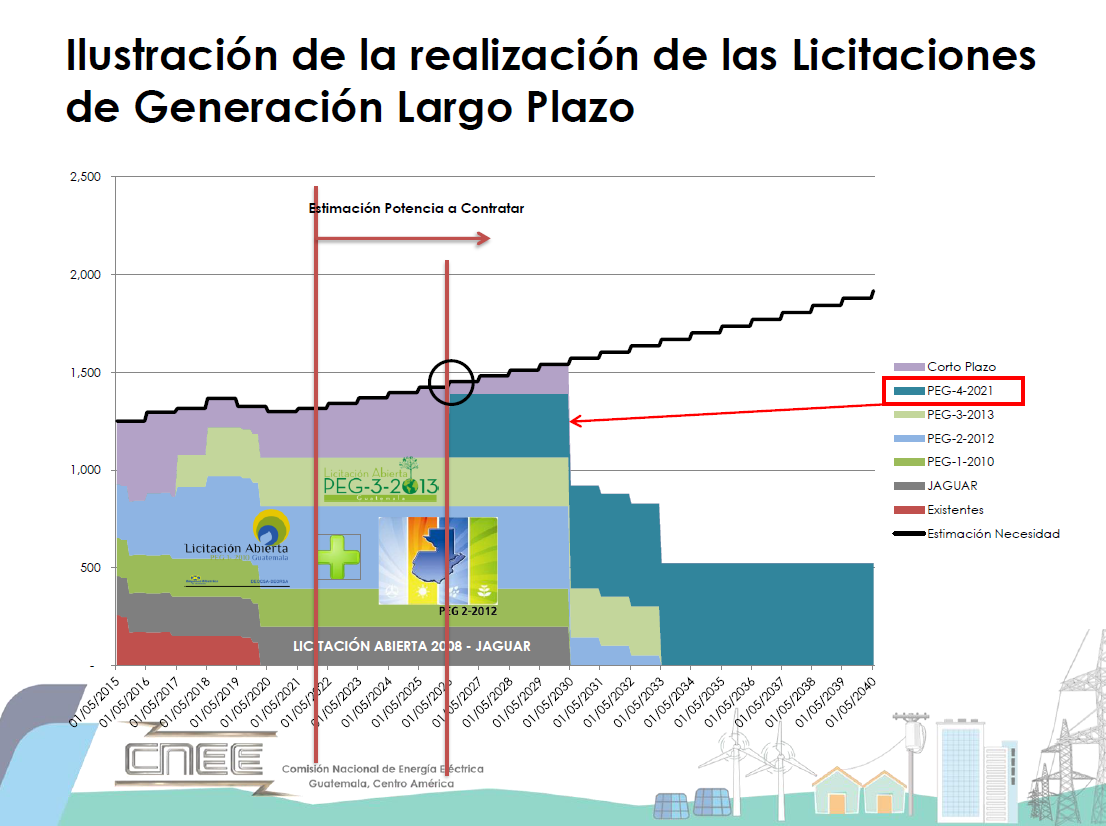 Ilustración de la realización de las Licitaciones
de Generación Largo Plazo
2,500
2,000
1,500
1,000
500
-
Estimación Potencia a Contratar
Licitación Abierta
PEG-3-2013
Guatemala
Licitación Abierta
Guatemala
DEOCSA-DEORSA
PEG 2-2012
LICITACIÓN ABIERTA 2008 - JAGUAR
Corto Plazo
PEG-4-2021
PEG-3-2013
PEG-2-2012
PEG-1-2010
JAGUAR
Existentes
Estimación Necesidad
01/05/2015
01/05/2016
01/05/2017
01/05/2018
01/05/2019
01/05/2020
01/05/2021
01/05/2022
01/05/2023
01/05/2024
01/05/2025
01/05/2026
01/05/2027
01/05/2028
01/05/2029
01/05/2030
01/05/2031
01/05/2032
01/05/2033
01/05/2034
01/05/2035
01/05/2036
01/05/2037
01/05/2038
01/05/2039
01/05/2040
CNEE
Comisión Nacional de Energía Eléctrica
Guatemala, Centro América